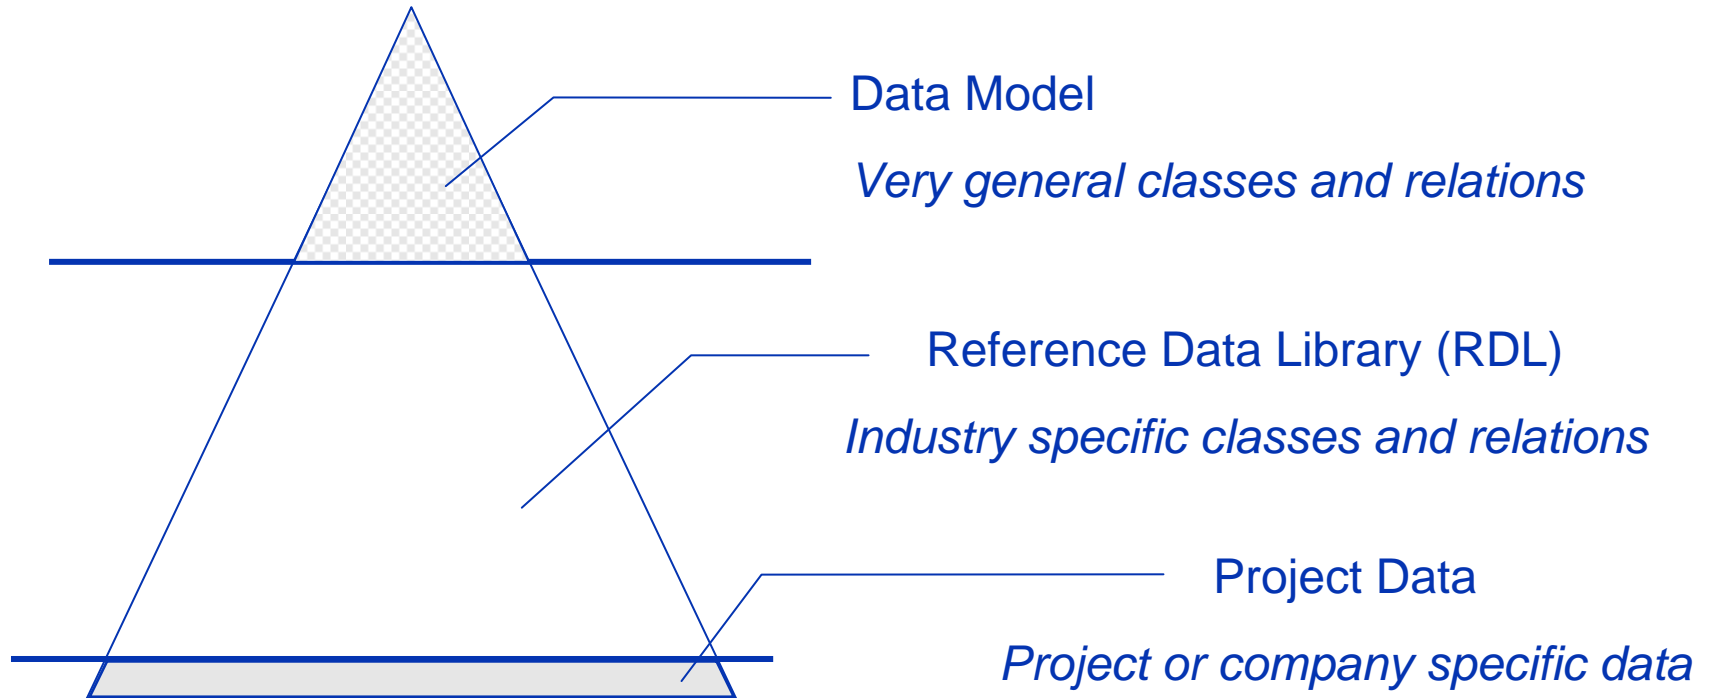 Data Model
Very general classes and relations
Reference Data Library (RDL)
Industry specific classes and relations
Project Data
Project or company specific data